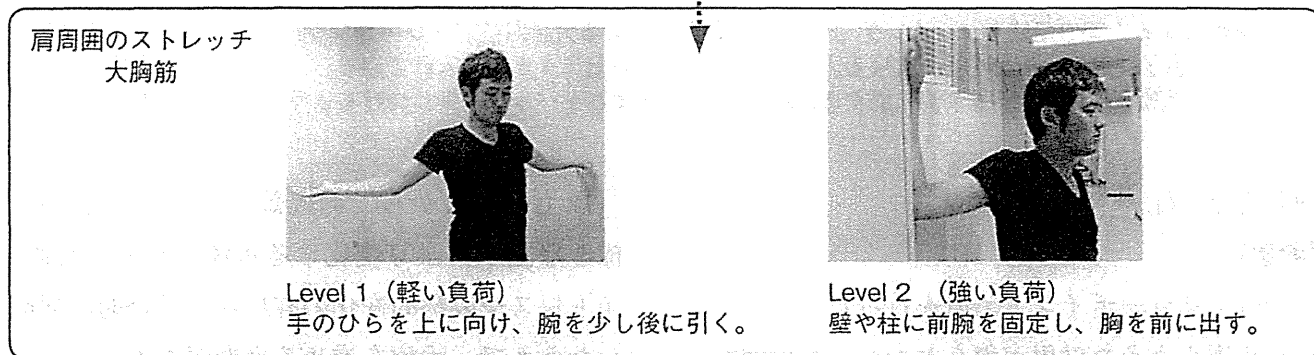 肩周囲のストレッチ
大胸筋
Level 1（軽い負荷）
手のひらを上に向け、腕を少し後に引く。
Level 2 （強い負荷）
壁や柱に前腕を固定し、胸を前に出す。